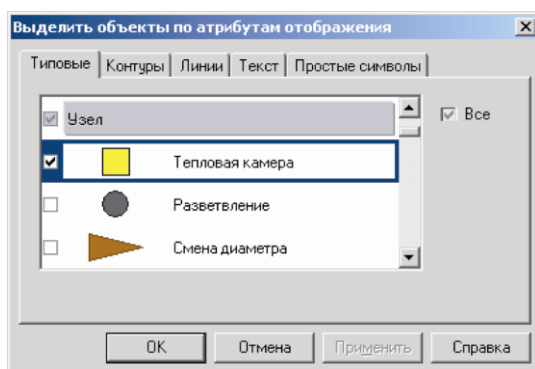 Выделить объекты по атрибутам отображения
Типовые Контуры Линии Текст Простые символы
Узел
Все
Тепловая камера
Разветвление
Смена диаметра
OK Отмена Применить Справка